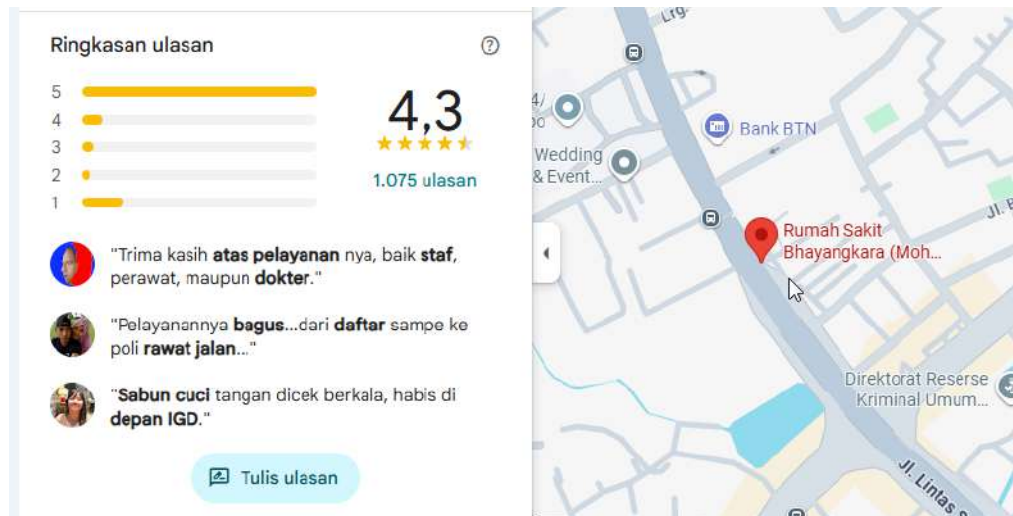 Ringkasan ulasan
5
4
3
2
1
4,3
1.075 ulasan
"Trima kasih atas pelayanan nya, baik staf,
perawat, maupun dokter."
"Pelayanannya bagus...dari daftar sampe ke
poli rawat jalan..."
"Sabun cuci tangan dicek berkala, habis di
depan IGD."
Tulis ulasan
Lrg.
4/
Wedding
& Event...
Bank BTN
Rumah Sakit
Bhayangkara (Moh...
Direktorat Reserse
Kriminal Umum...
Jl. Lintas S